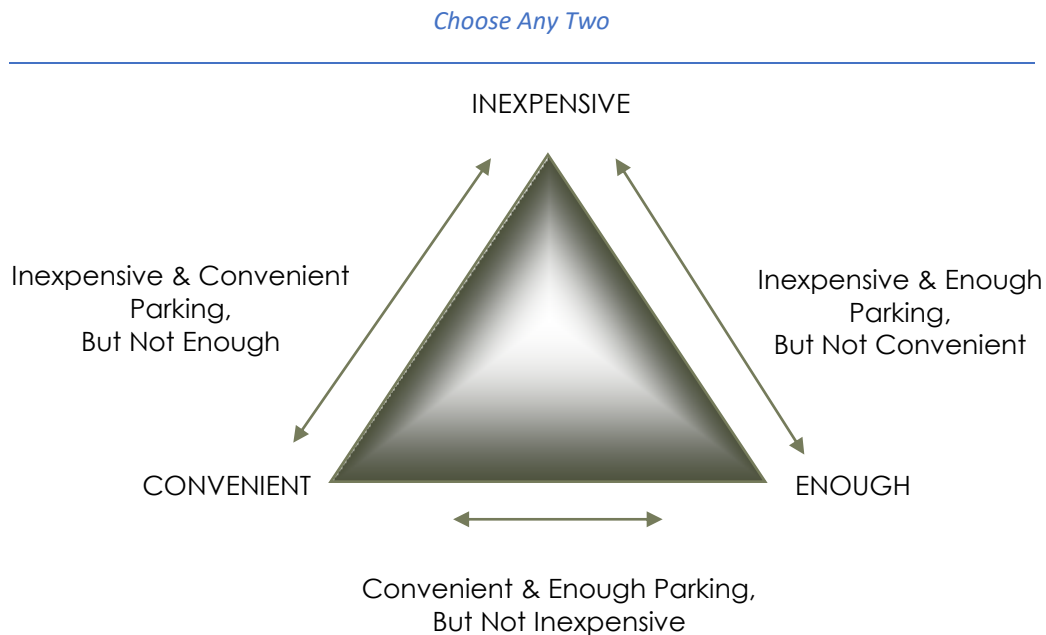 Choose Any Two
INEXPENSIVE
Inexpensive & Convenient
Parking,
But Not Enough
Inexpensive & Enough
Parking,
But Not Convenient
CONVENIENT
ENOUGH
Convenient & Enough Parking,
But Not Inexpensive